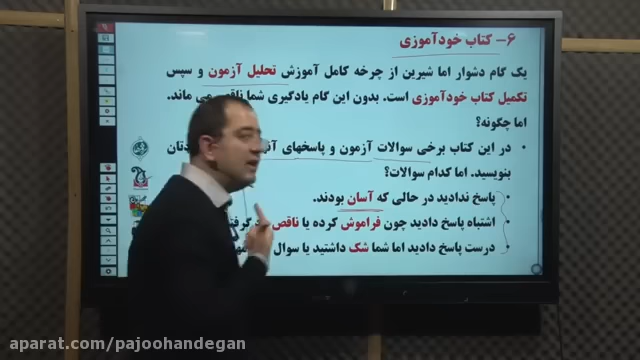 ۶- کتاب خودآموزی
یک گام دشوار اما شیرین از چرخه کامل آموزش تحلیل آزمون و سپس
تکمیل کتاب خودآموزی است. بدون این گام یادگیری شما ناقص می ماند.
اما چگونه؟
• در این کتاب برخی سوالات آزمون و پاسخهای
بنویسید. اما کدام سوالات؟
پاسخ ندادید در حالی که آسان بودند.
اشتباه پاسخ دادید چون فراموش کرده یا ناقص
درست پاسخ دادید اما شما شک داشتید یا سوال
aparat.com/pajoohandegan